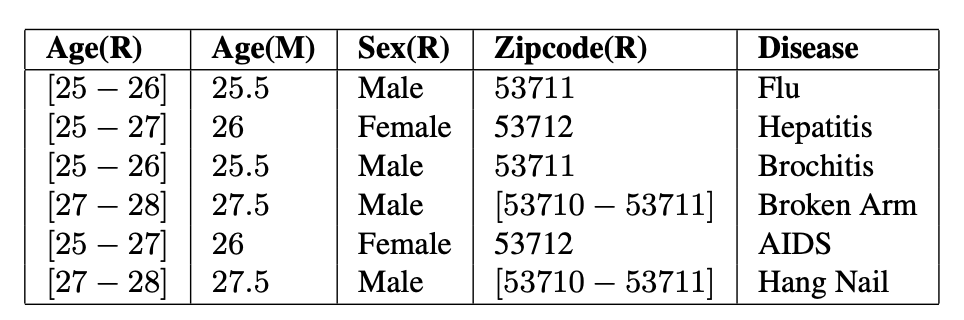 Age(R) Age(M) Sex(R) Zipcode(R) Disease
[25 − 26] 25.5 Male 53711 Flu
[25 − 27] 26 Female 53712 Hepatitis
[25 − 26] 25.5 Male 53711 Brochitis
[27 − 28] 27.5 Male [53710 − 53711] Broken Arm
[25 − 27] 26 Female 53712 AIDS
[27 − 28] 27.5 Male [53710 − 53711] Hang Nail